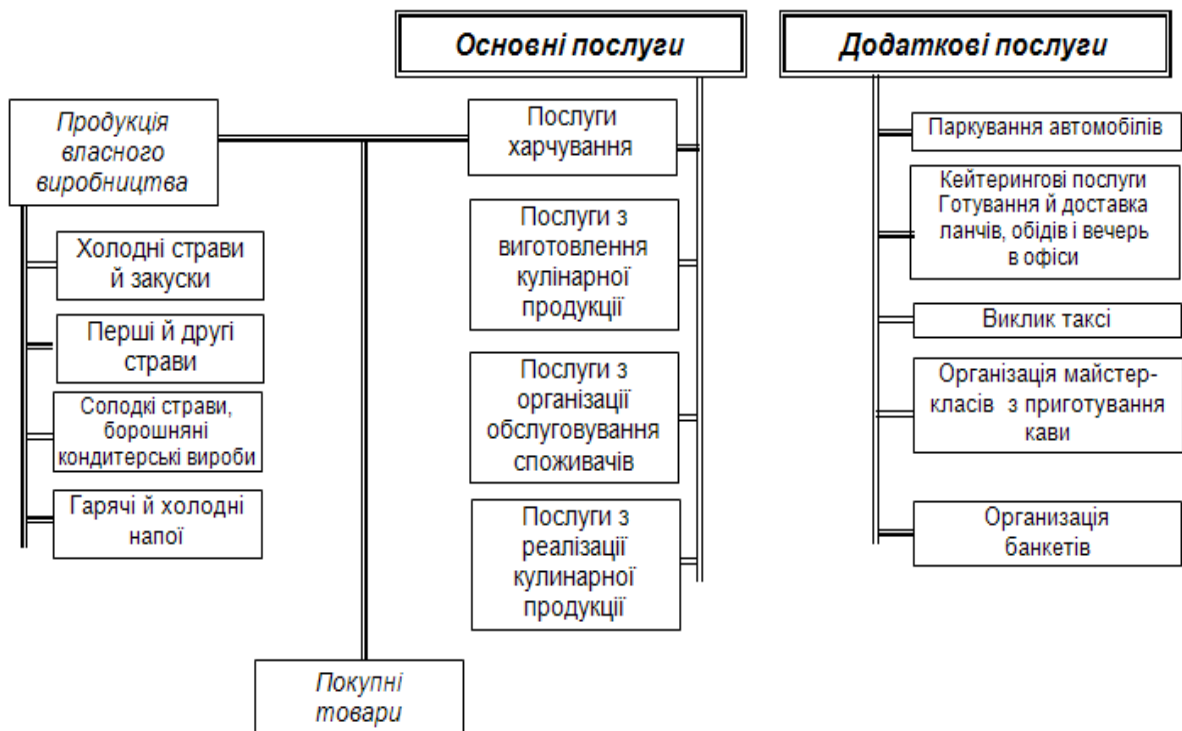 Основні послуги
Додаткові послуги
Продукція
власного
виробництва
Холодні страви
й закуски
Перші й другі
страви
Солодкі страви,
борошняні
кондитерські вироби
Гарячі й холодні
напої
Послуги
харчування
Послуги з
виготовлення
кулінарної
продукції
Послуги з
організації
обслуговування
споживачів
Послуги з
реалізації
кулинарної
продукції
Покупні
товари
Паркування автомобілів
Кейтерингові послуги
Готування й доставка
ланчів, обідів і вечерь
в офіси
Виклик таксі
Організація майстер-
класів з приготування
кави
Организація
банкетів